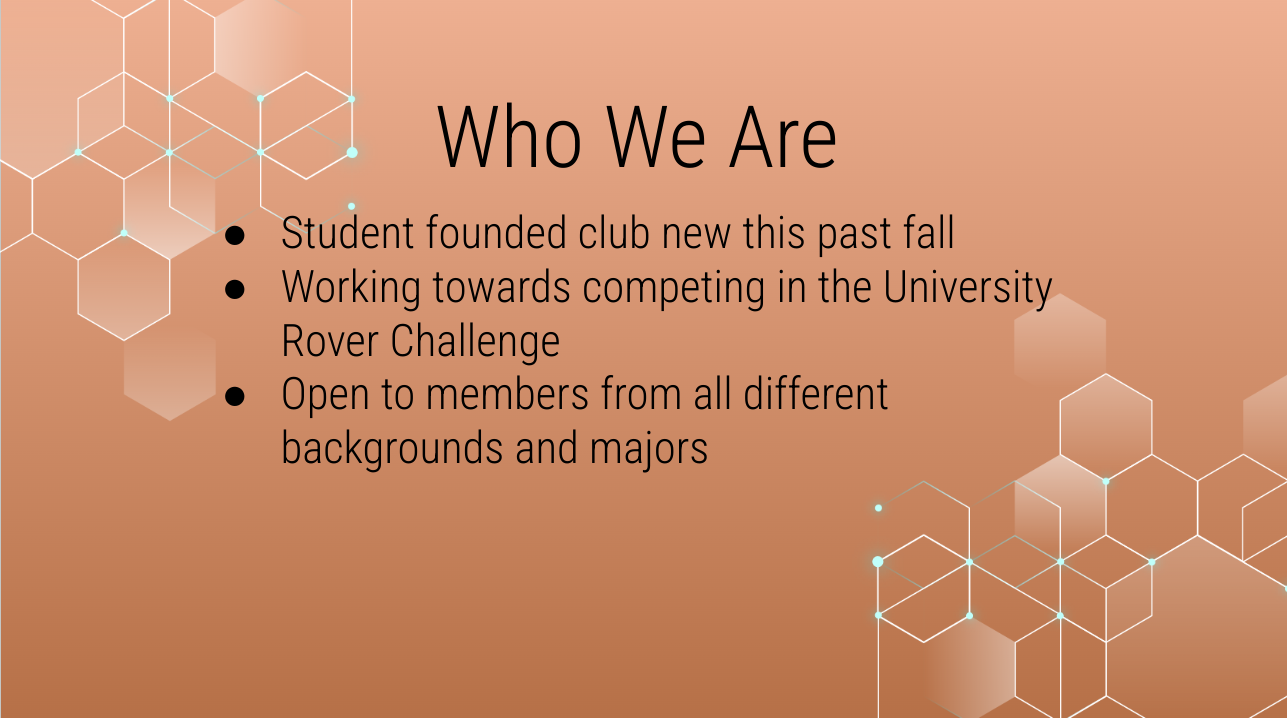 Who We Are
● Student founded club new this past fall
● Working towards competing in the University
Rover Challenge
● Open to members from all different
backgrounds and majors